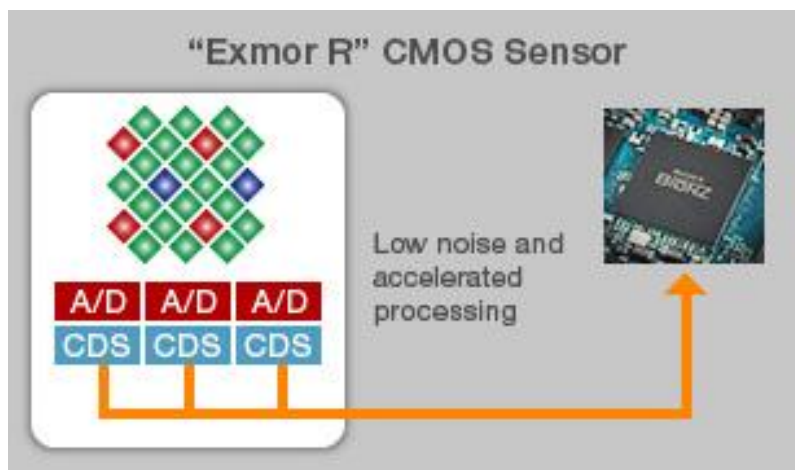 “Exmor R” CMOS Sensor
Low noise and
accelerated
processing
A/D A/D A/D
CDS CDS CDS
BIONZ